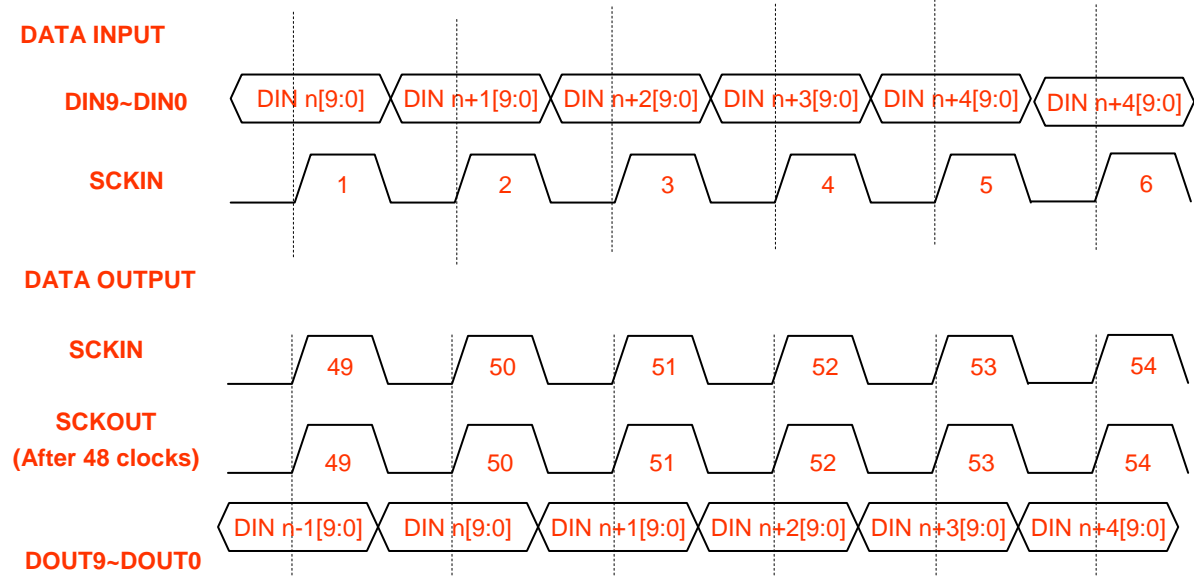 DATA INPUT
DIN9~DIN0
DIN n[9:0] DIN n+1[9:0] DIN n+2[9:0] DIN n+3[9:0] DIN n+4[9:0] DIN n+4[9:0]
SCKIN
1 2 3 4 5 6
DATA OUTPUT
SCKIN
49 50 51 52 53 54
SCKOUT
(After 48 clocks)
49 50 51 52 53 54
DIN n-1[9:0] DIN n[9:0] DIN n+1[9:0] DIN n+2[9:0] DIN n+3[9:0] DIN n+4[9:0]
DOUT9~DOUT0